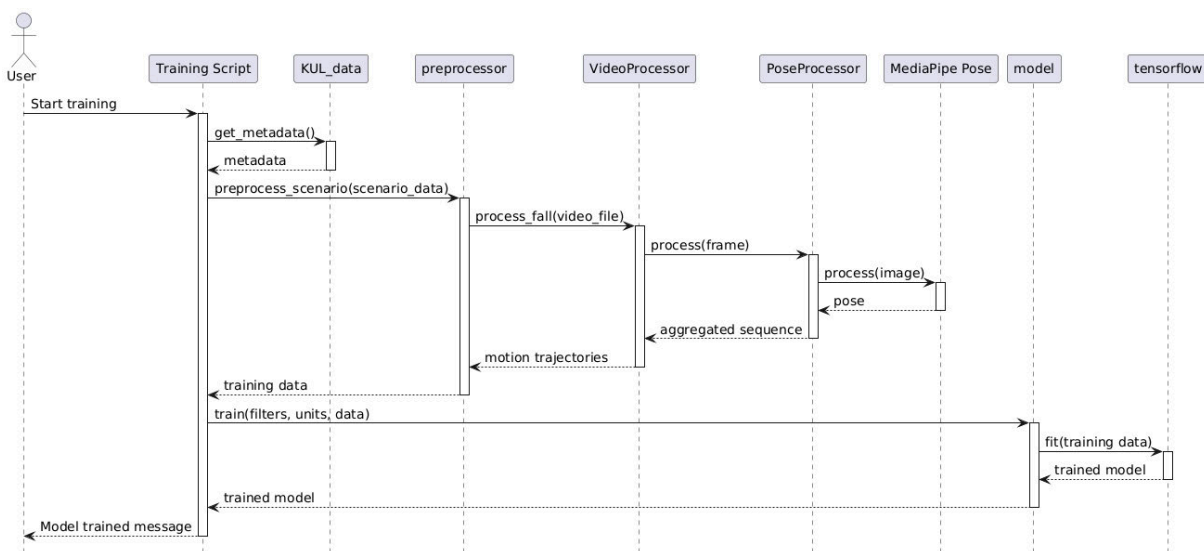 User
Training Script
KUL_data
preprocessor
VideoProcessor
PoseProcessor
MediaPipe Pose
model
tensorflow
Start training
get_metadata()
metadata
preprocess_scenario(scenario_data)
process_fall(video_file)
process(frame)
process(image)
pose
aggregated sequence
motion trajectories
training data
train(filters, units, data)
fit(training data)
trained model
trained model
Model trained message